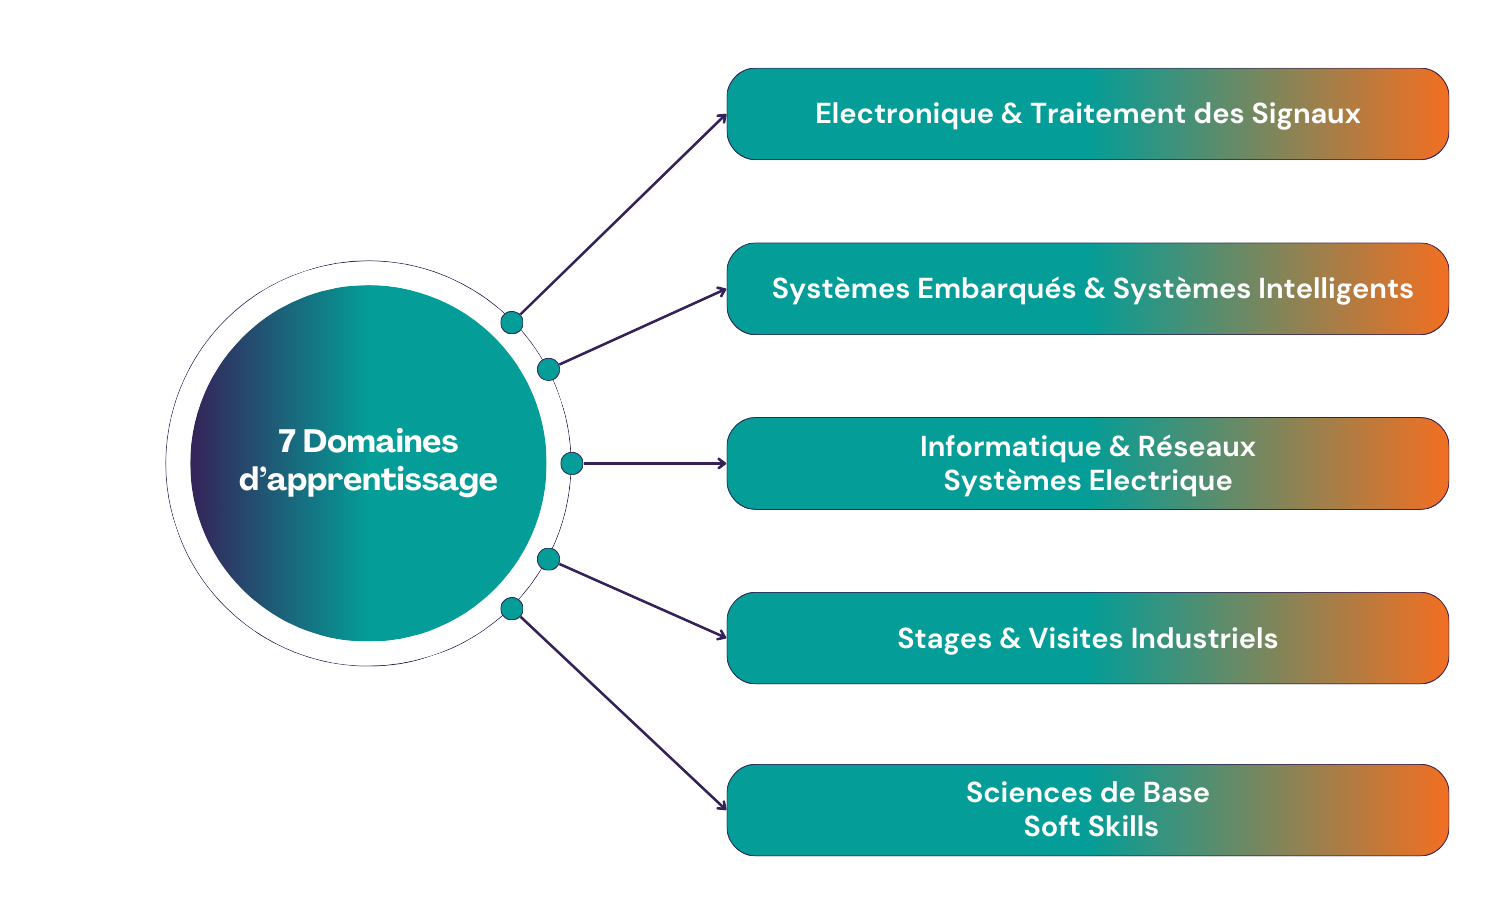 7 Domaines
d’apprentissage
Electronique & Traitement des Signaux
Systèmes Embarqués & Systèmes Intelligents
Informatique & Réseaux
Systèmes Electrique
Stages & Visites Industriels
Sciences de Base
Soft Skills